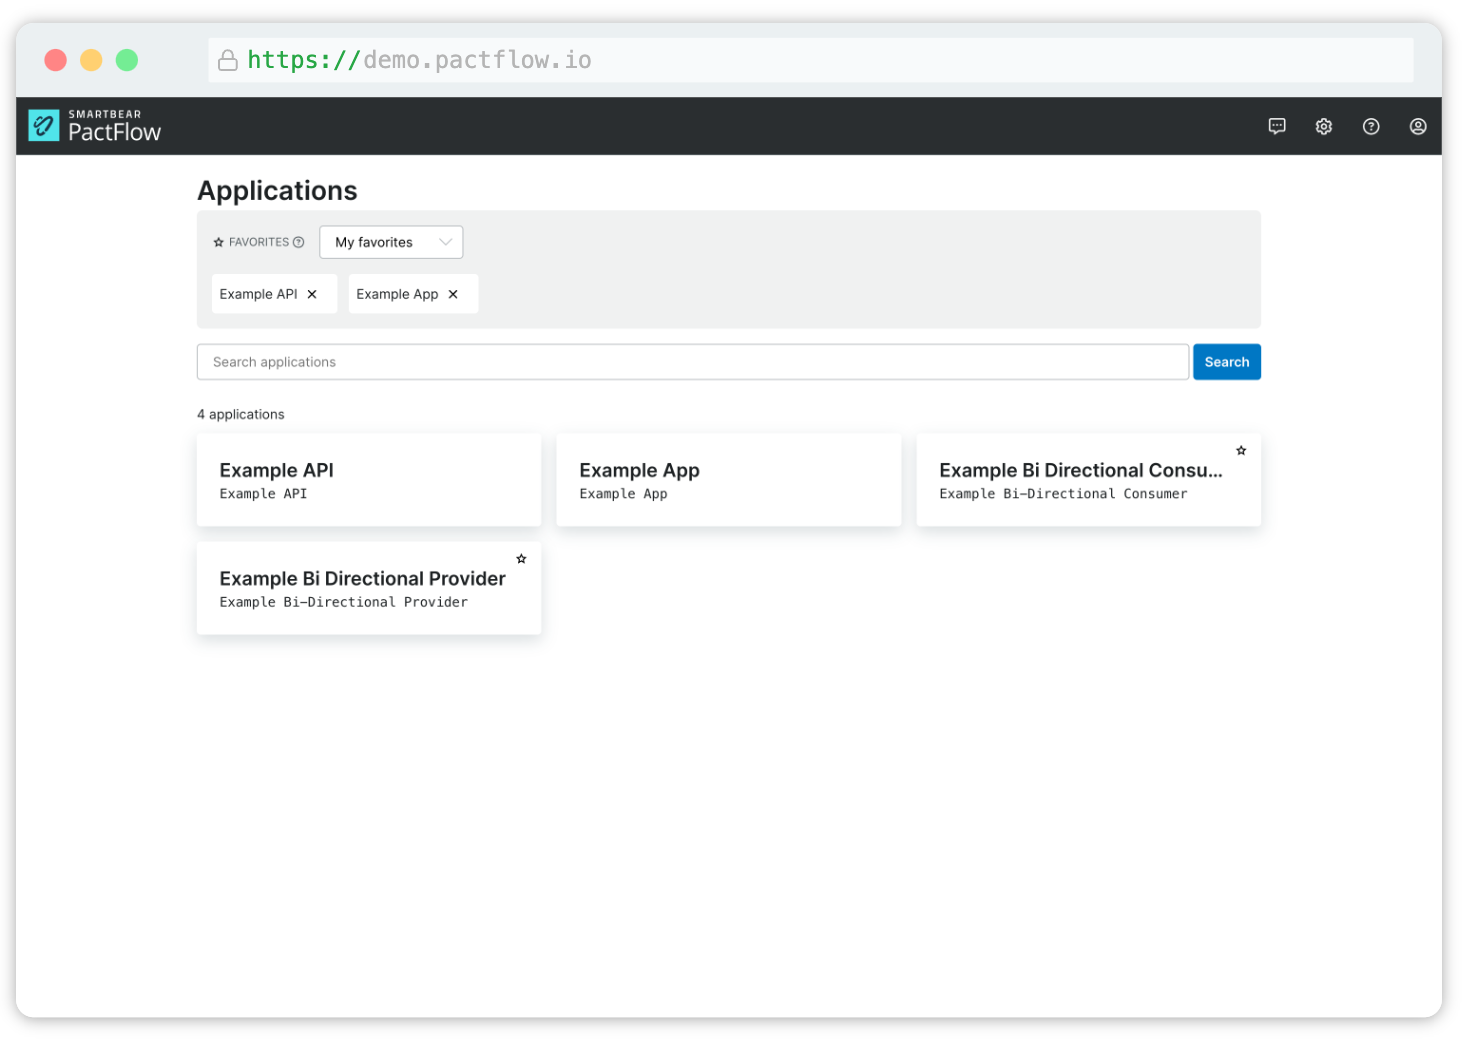 https://demo.pactflow.io
SMARTBEAR
PactFlow
Applications
FAVORITES
My favorites
Example API
Example App
Search applications
Search
4 applications
Example API
Example API
Example App
Example App
Example Bi Directional Consu...
Example Bi-Directional Consumer
Example Bi Directional Provider
Example Bi-Directional Provider